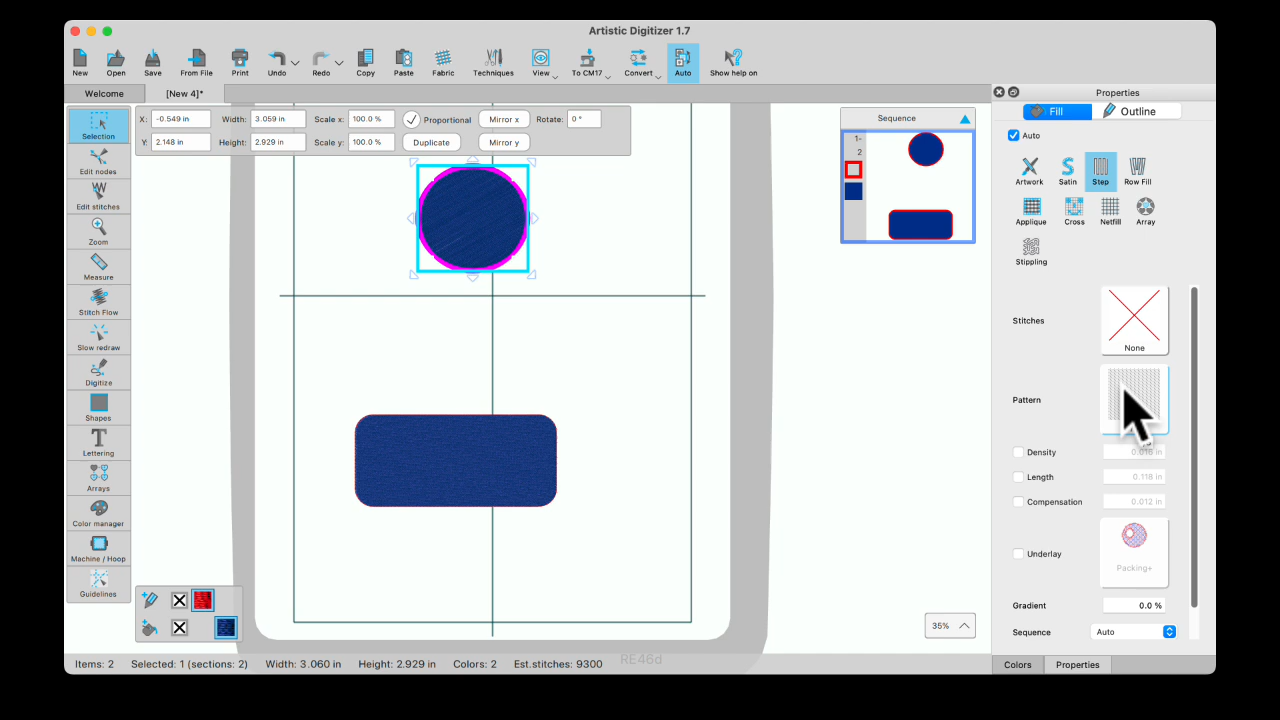 Artistic Digitizer 1.7
New Open Save From File Print Undo Redo Copy Paste Fabric Techniques View To CM17 Convert Auto Show help on
Welcome [New 4]*
Properties
Fill Outline
Auto
X: -0.549 in Width: 3.059 in Scale x: 100.0 % Proportional Mirror x Rotate: 0 °
Y: 2.148 in Height: 2.929 in Scale y: 100.0 % Duplicate Mirror y
Sequence
1-
2
Selection
Edit nodes
Edit stitches
Zoom
Measure
Stitch Flow
Slow redraw
Digitize
Shapes
Lettering
Arrays
Color manager
Machine / Hoop
Guidelines
Artwork Satin Step Row Fill
Applique Cross Netfill Array
Stippling
Stitches
None
Pattern
Density 0.016 in
Length 0.118 in
Compensation 0.012 in
Underlay
Packing+
Gradient 0.0 %
Sequence Auto
35%
RE46d
Items: 2 Selected: 1 (sections: 2) Width: 3.060 in Height: 2.929 in Colors: 2 Est.stitches: 9300
Colors Properties